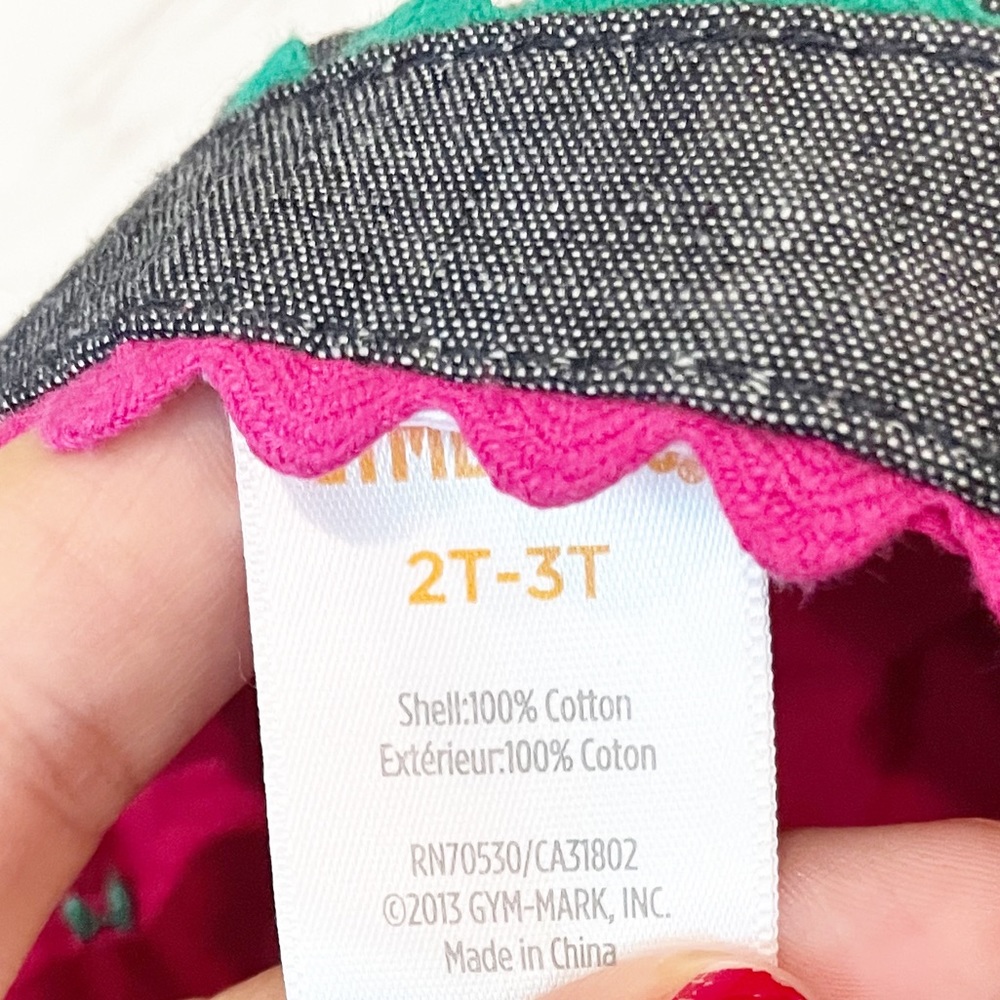 2T-3T
Shell:100% Cotton
Extérieur:100% Coton
RN70530/CA31802
©2013 GYM-MARK, INC.
Made in China